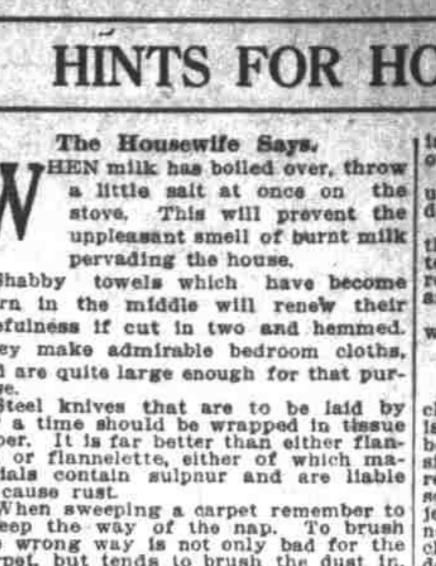 HINTS FOR HO
The Housewife Says.
WHEN milk has boiled over, throw
a little salt at once on the
stove. This will prevent the
unpleasant smell of burnt milk
pervading the house.
Shabby towels which have become
rn in the middle will renew their
efulness if cut in two and hemmed.
ey make admirable bedroom cloths,
d are quite large enough for that pur-
e.
Steel knives that are to be laid by
a time should be wrapped in tissue
per. It is far better than either flan-
or flannelette, either of which ma-
ials contain sulphur and are liable
cause rust.
When sweeping a carpet remember to
eep the way of the nap. To brush
wrong way is not only bad for the
rpet, but tends to brush the dust in.